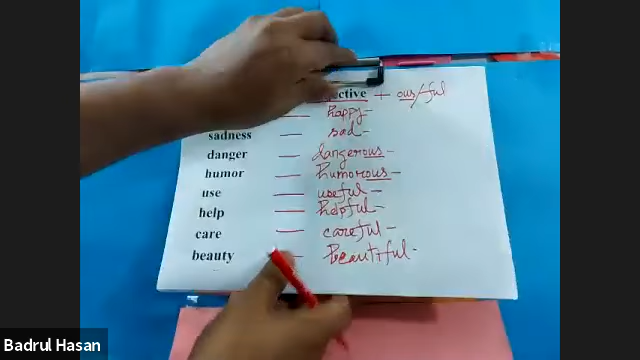 ctive + ous/ful
— happy-
sadness — sad-
danger — dangerous -
humor — humorous -
use — useful -
help — helpful -
care — careful -
beauty — beautiful -
Badrul Hasan